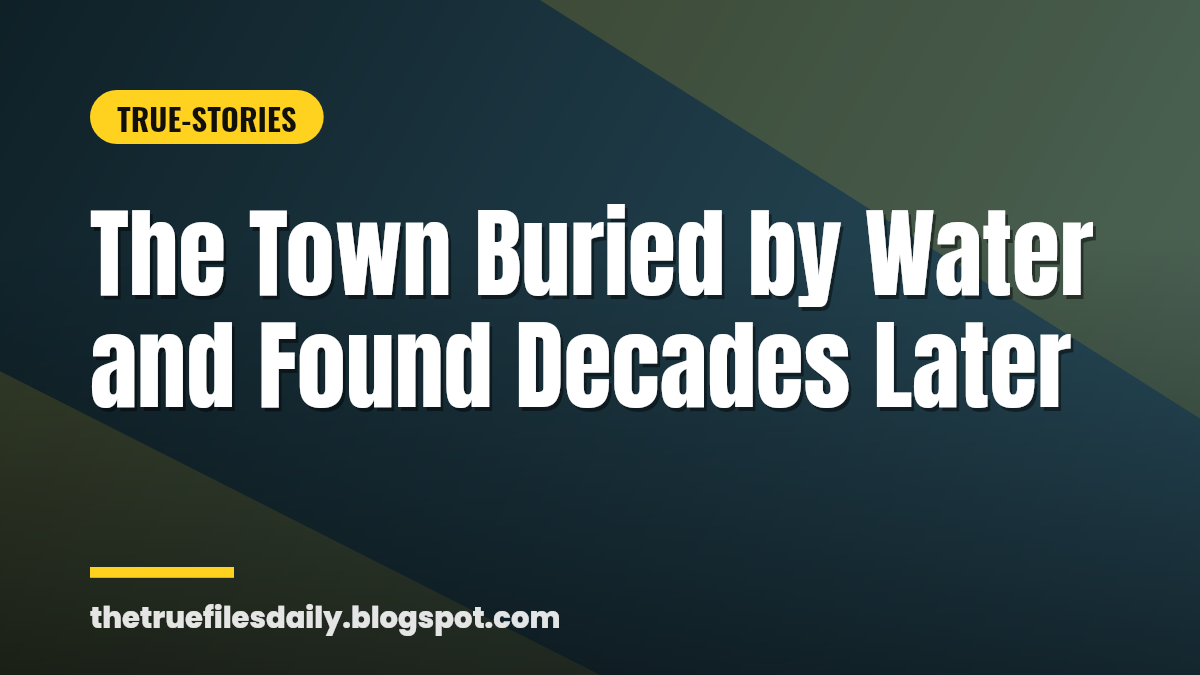 TRUE-STORIES
The Town Buried by Water
and Found Decades Later
thetruefilesdaily.blogspot.com